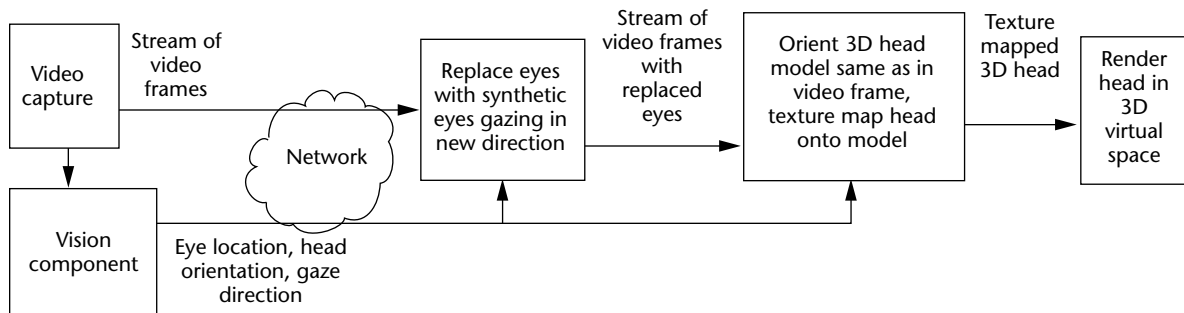 Video
capture
Stream of
video
frames
Network
Vision
component
Eye location, head
orientation, gaze
direction
Replace eyes
with synthetic
eyes gazing in
new direction
Stream of
video frames
with
replaced
eyes
Orient 3D head
model same as in
video frame,
texture map head
onto model
Texture
mapped
3D head
Render
head in
3D
virtual
space